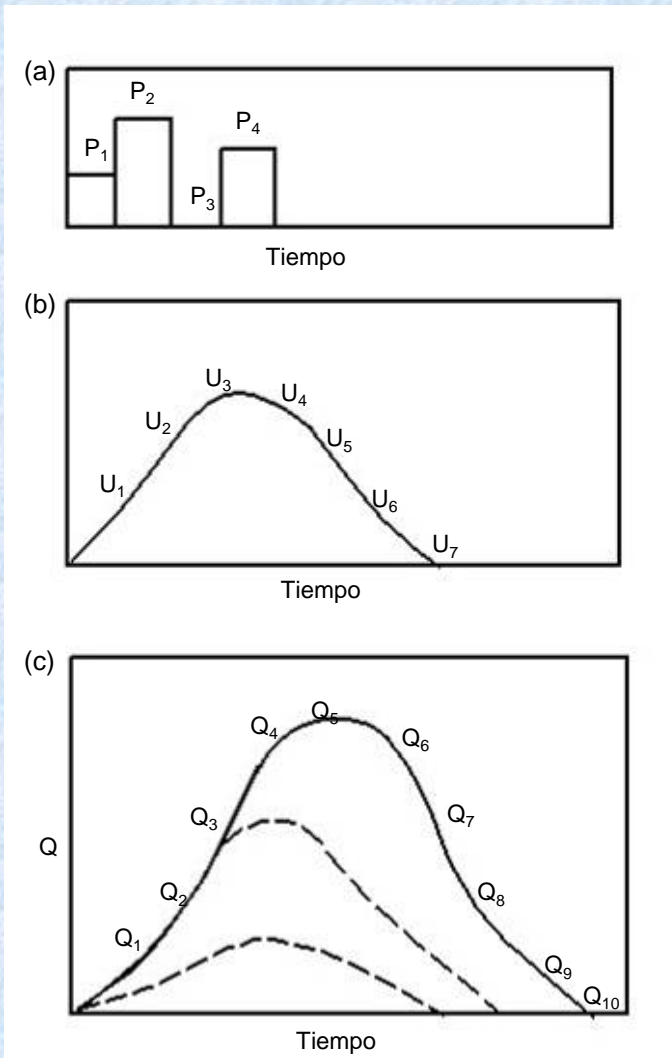 (a)
P₂
P₁
P₄
P₃
Tiempo
(b)
U₃
U₄
U₂
U₅
U₁
U₆
U₇
Tiempo
(c)
Q₅
Q₄
Q₆
Q₃
Q₇
Q
Q₂
Q₈
Q₁
Q₉
Q₁₀
Tiempo